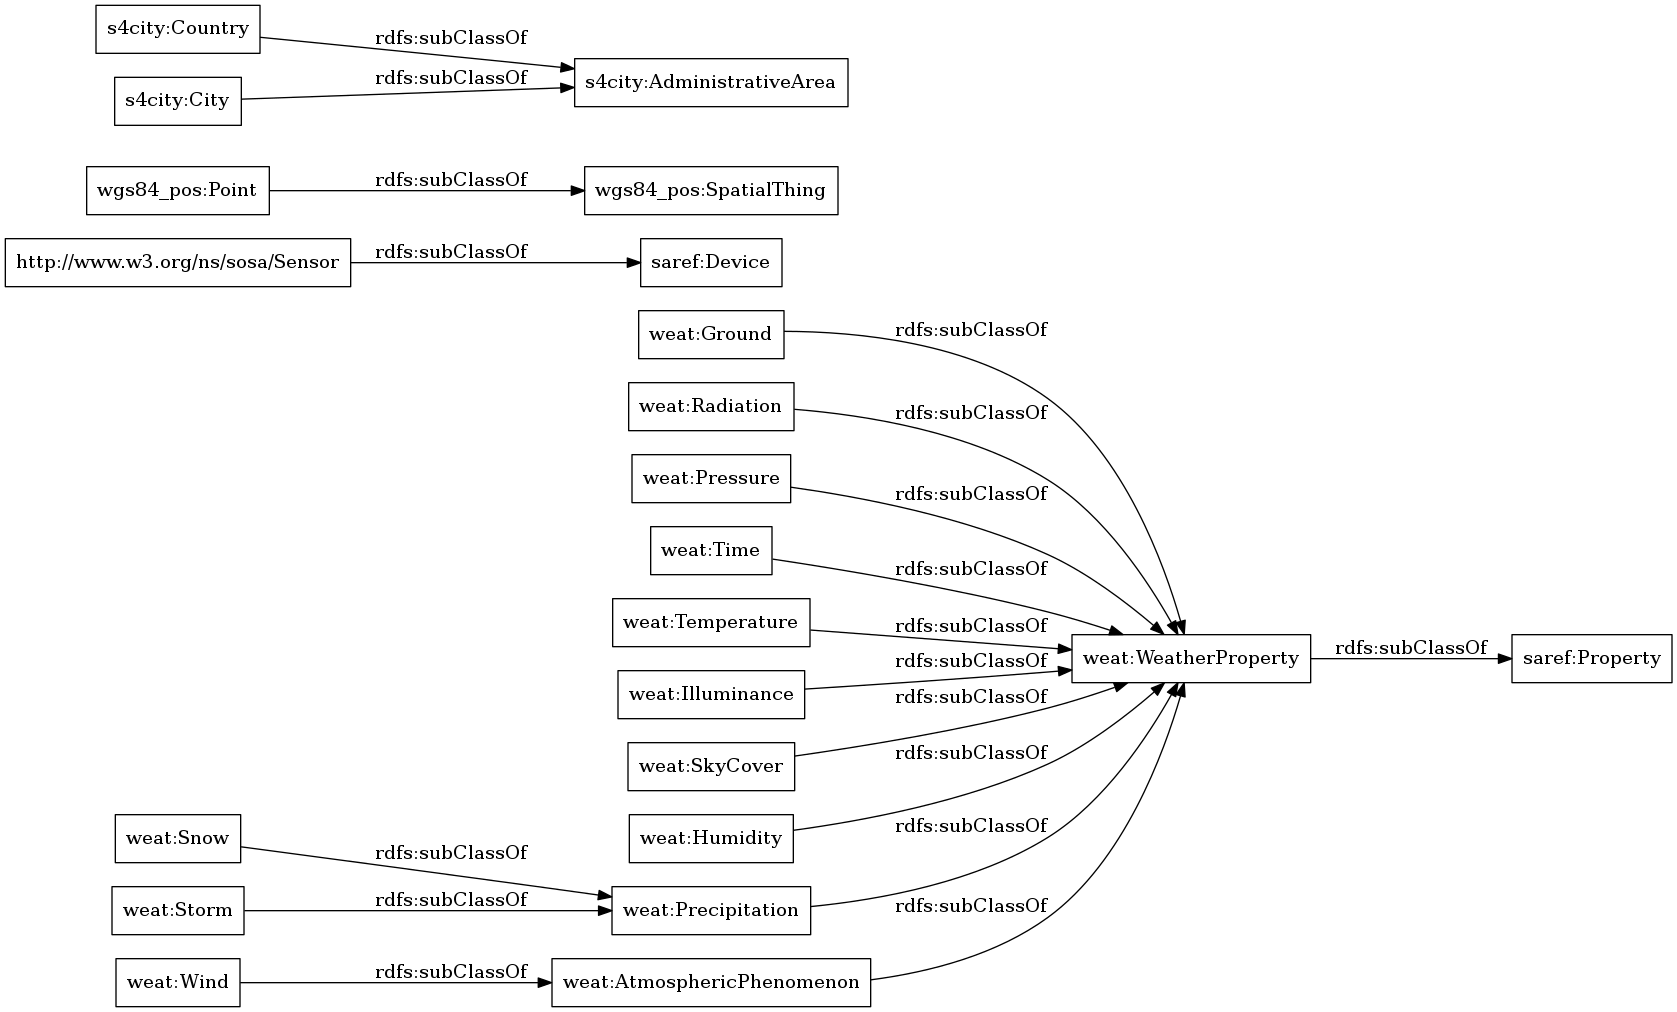 s4city:Country
rdfs:subClassOf
s4city:City
rdfs:subClassOf
s4city:AdministrativeArea
wgs84_pos:Point
rdfs:subClassOf
wgs84_pos:SpatialThing
http://www.w3.org/ns/sosa/Sensor
rdfs:subClassOf
saref:Device
weat:Ground
rdfs:subClassOf
weat:Radiation
rdfs:subClassOf
weat:Pressure
rdfs:subClassOf
weat:Time
rdfs:subClassOf
weat:Temperature
rdfs:subClassOf
weat:WeatherProperty
rdfs:subClassOf
saref:Property
weat:Illuminance
rdfs:subClassOf
weat:SkyCover
rdfs:subClassOf
weat:Humidity
rdfs:subClassOf
weat:Snow
rdfs:subClassOf
weat:Storm
rdfs:subClassOf
weat:Precipitation
rdfs:subClassOf
weat:Wind
rdfs:subClassOf
weat:AtmosphericPhenomenon
rdfs:subClassOf